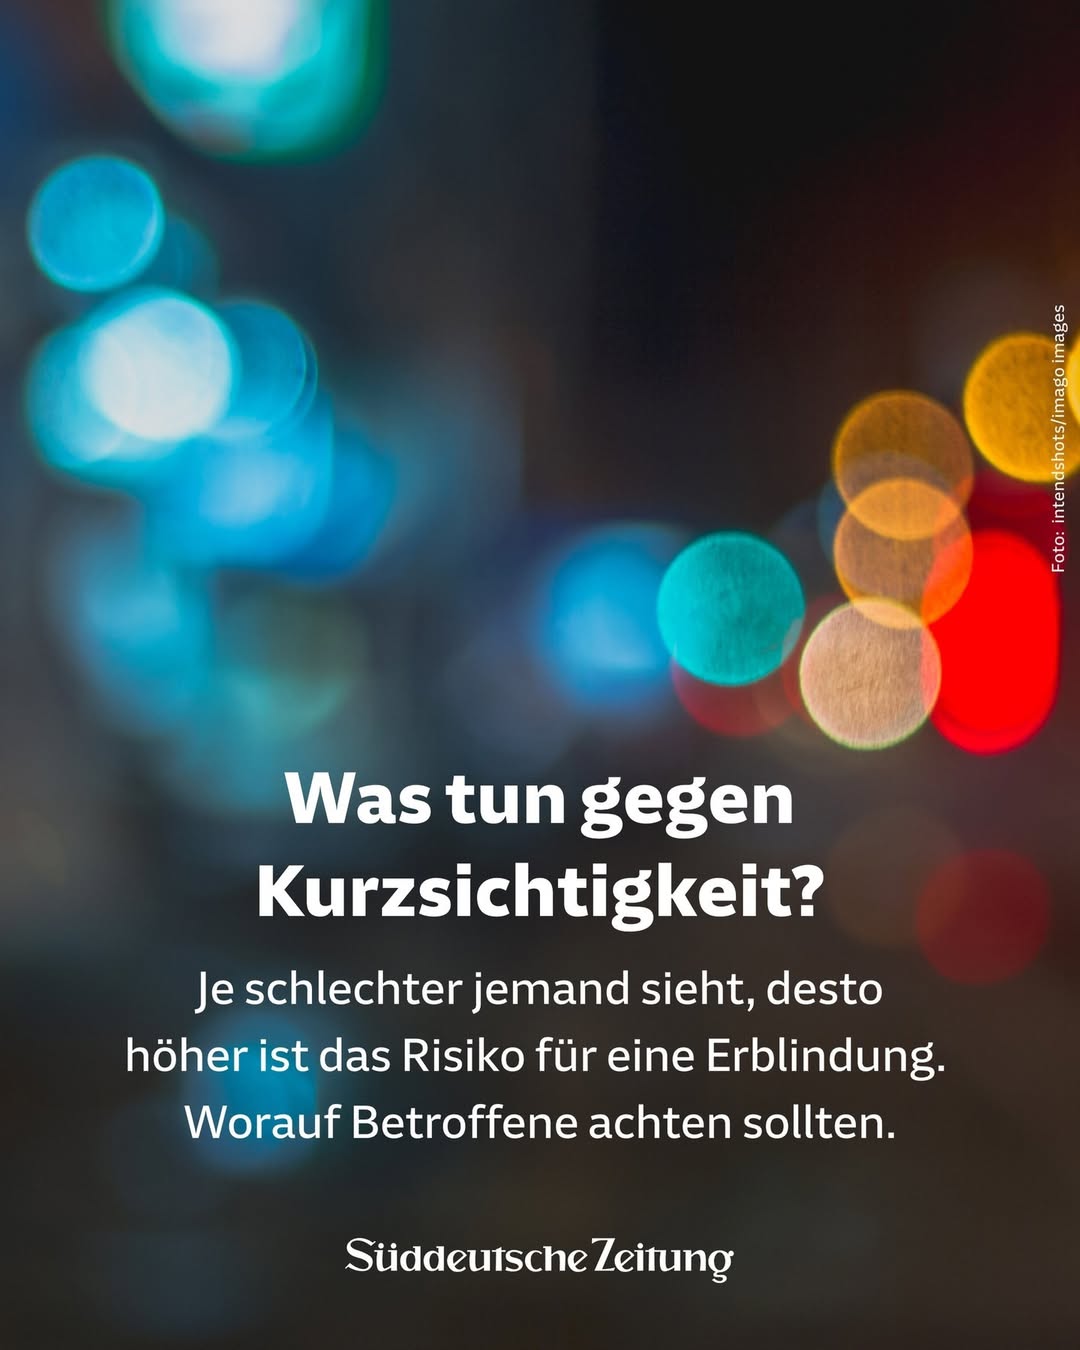 Foto: intendshots/imago images
Was tun gegen
Kurzsichtigkeit?
Je schlechter jemand sieht, desto
höher ist das Risiko für eine Erblindung.
Worauf Betroffene achten sollten.
Süddeutsche Zeitung